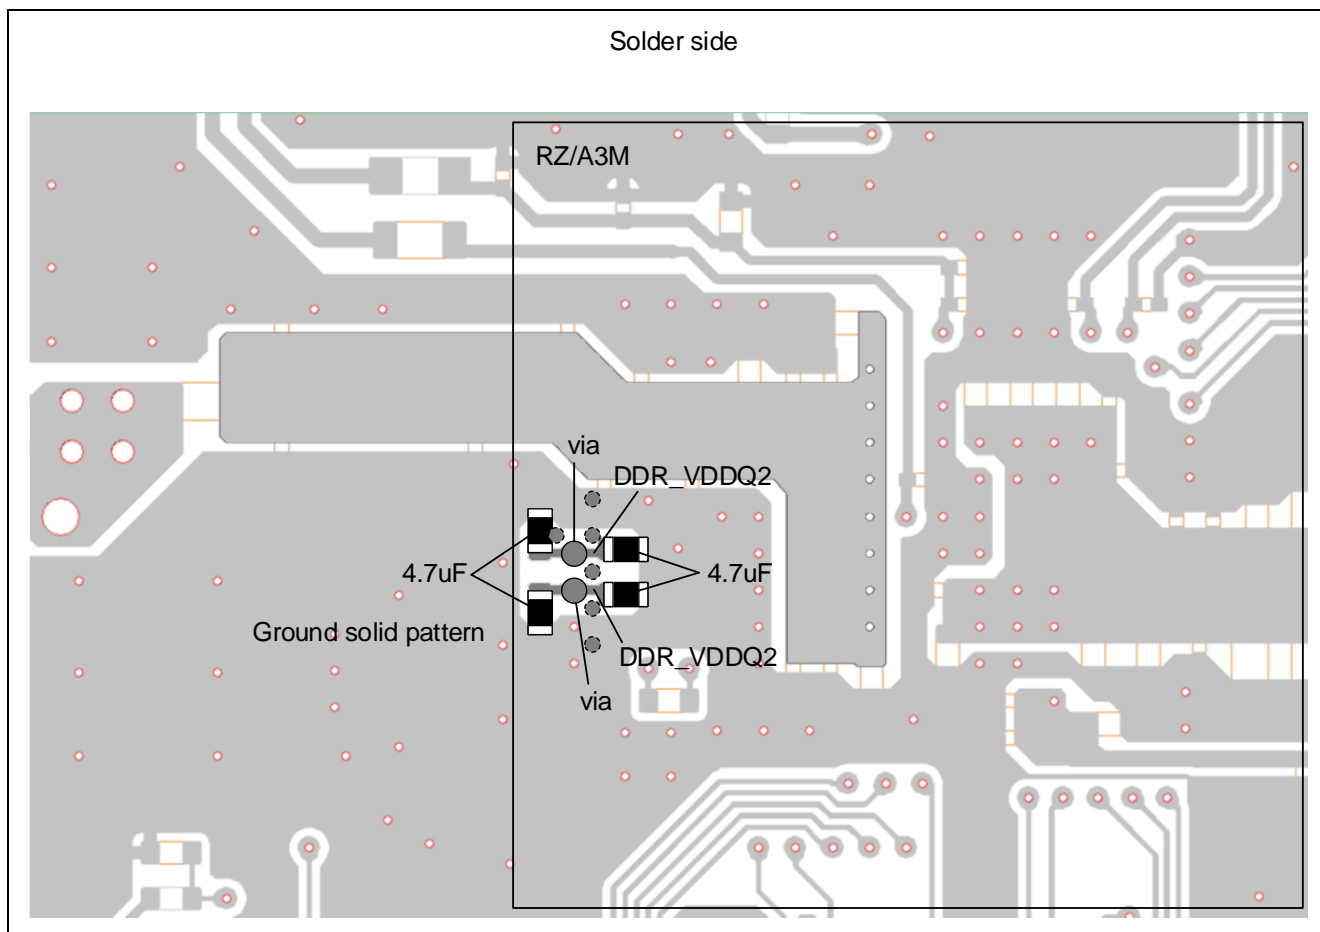 Solder side
RZ/A3M
via
DDR_VDDQ2
4.7uF
4.7uF
Ground solid pattern
DDR_VDDQ2
via